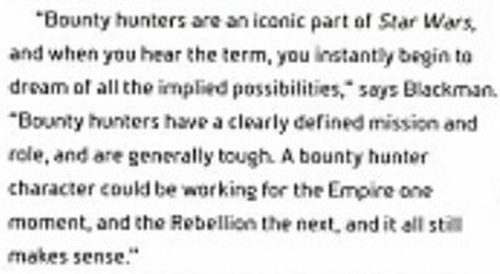 "Bounty hunters are an iconic part of Star Wars,
and when you hear the term, you instantly begin to
dream of all the implied possibilities," says Blackman.
"Bounty hunters have a clearly defined mission and
role, and are generally tough. A bounty hunter
character could be working for the Empire one
moment, and the Rebellion the next, and it all still
makes sense."